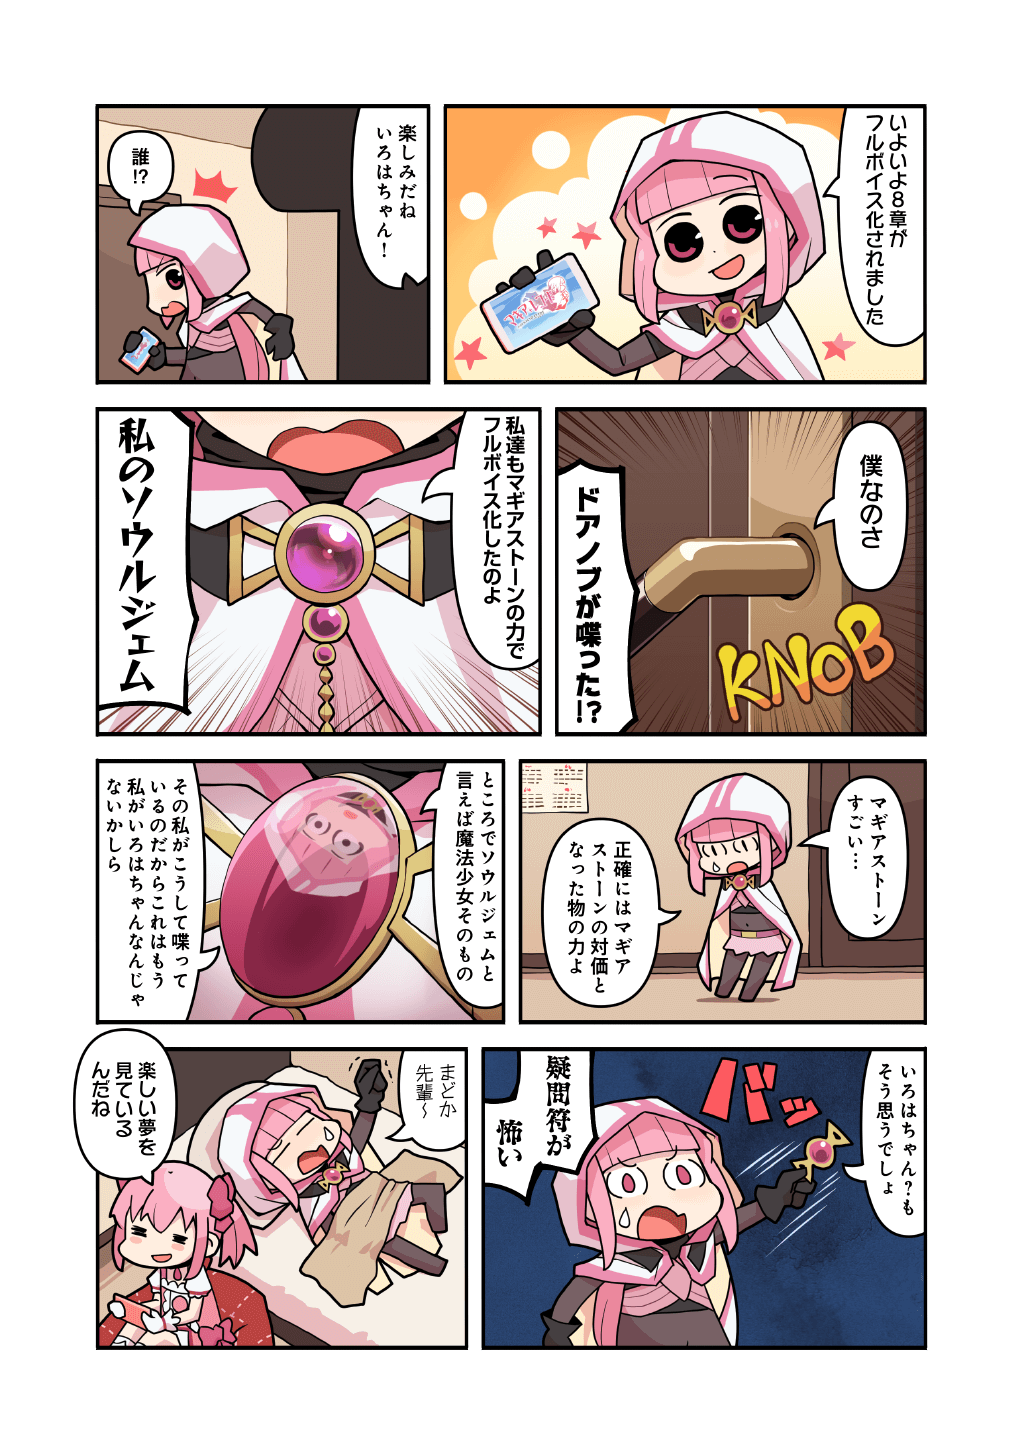 いよいよ8章が
フルボイス化されました
楽しみだね
いろはちゃん！
誰!?
僕なのさ
ドアノブが喋った!?
KNOB
私達もマギアストーンの力で
フルボイス化したのよ
私のソウルジェム
マギアストーン
すごい…
正確にはマギア
ストーンの対価と
なった物の力よ
ところでソウルジェムと
言えば魔法少女そのもの
その私がこうして喋って
いるのだからこれはもう
私がいろはちゃんなんじゃ
ないかしら
いろはちゃん？も
そう思うでしょ
バッ
疑問符が
怖い
まどか
先輩～
楽しい夢を
見ている
んだね